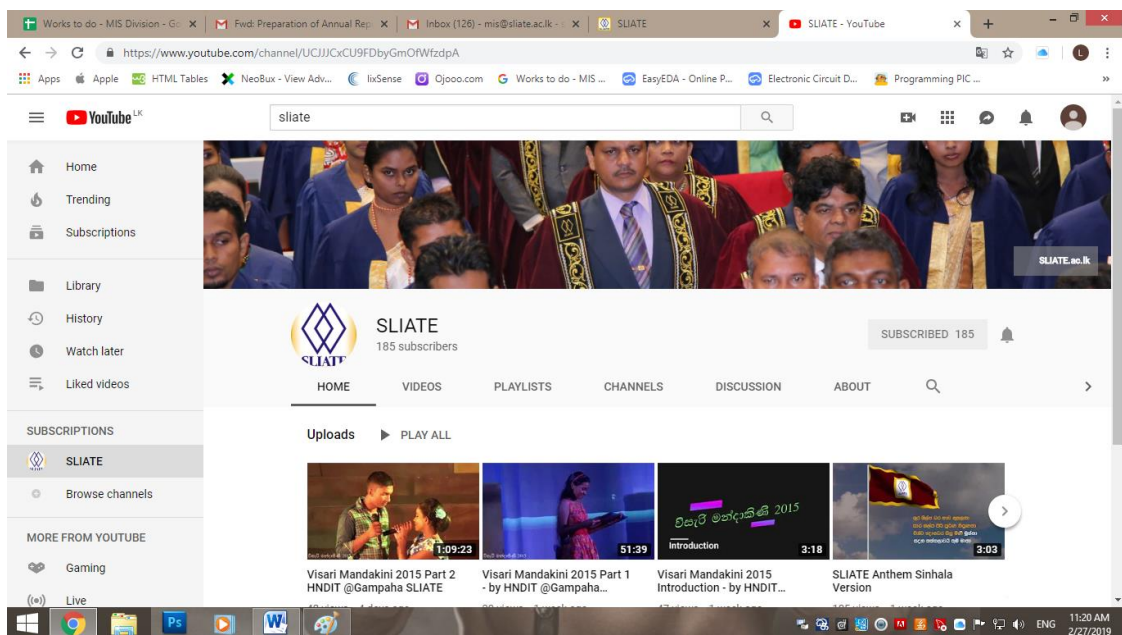 Works to do - MIS Division - Go
Fwd: Preparation of Annual Rep
Inbox (126) - mis@sliate.ac.lk - s
SLIATE
SLIATE - YouTube
https://www.youtube.com/channel/UCJJJCxCU9FDbyGmOfWfzdpA
L
Apps
Apple
HTML Tables
NeoBux - View Adv...
lixSense
Ojooo.com
Works to do - MIS ...
EasyEDA - Online P...
Electronic Circuit D...
Programming PIC ...
»
YouTube LK
sliate
Home
Trending
Subscriptions
Library
History
Watch later
Liked videos
SUBSCRIPTIONS
SLIATE
Browse channels
MORE FROM YOUTUBE
Gaming
Live
SLIATE.ac.lk
SLIATE
SLIATE
185 subscribers
SUBSCRIBED 185
HOME
VIDEOS
PLAYLISTS
CHANNELS
DISCUSSION
ABOUT
Uploads
PLAY ALL
1:09:23
Visari Mandakini 2015 Part 2
HNDIT @Gampaha SLIATE
51:39
Visari Mandakini 2015 Part 1
- by HNDIT @Gampaha...
විසැරි මන්දාකිණි 2015
Introduction
3:18
Visari Mandakini 2015
Introduction - by HNDIT...
3:03
SLIATE Anthem Sinhala
Version
Ps
W
ENG
11:20 AM
2/27/2019